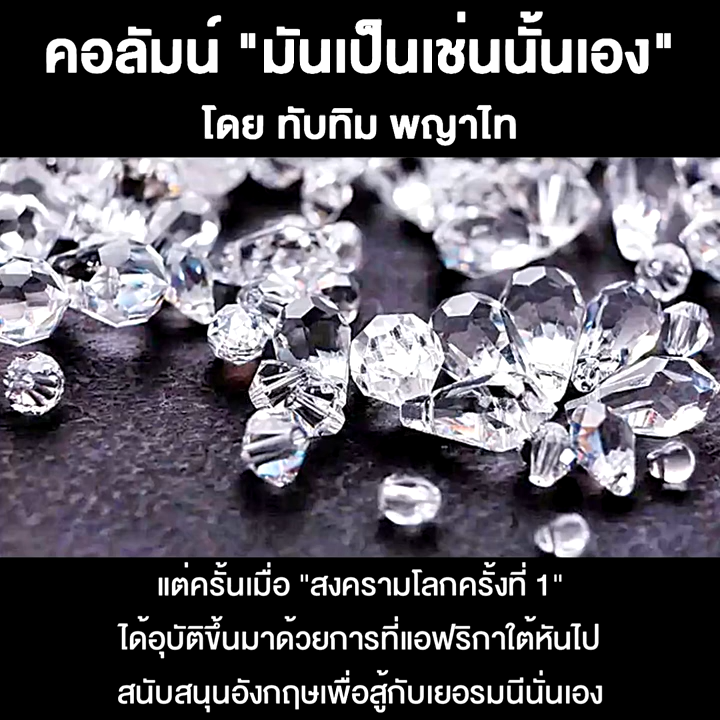 คอลัมน์ "มันเป็นเช่นนั้นเอง"
โดย ทับทิม พญาไท
แต่ครั้นเมื่อ "สงครามโลกครั้งที่ 1"
ได้อุบัติขึ้นมาด้วยการที่แอฟริกาใต้หันไป
สนับสนุนอังกฤษเพื่อสู้กับเยอรมนีนั่นเอง